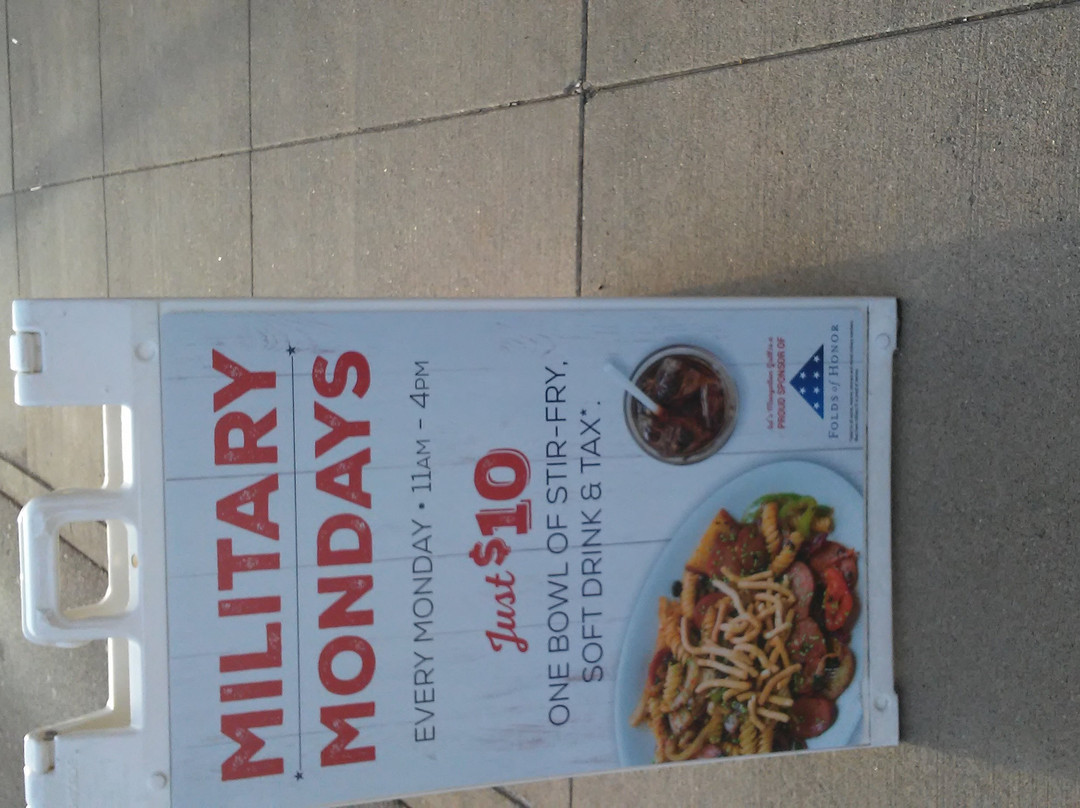 MILITARY
MONDAYS
EVERY MONDAY • 11AM - 4PM
Just $10
ONE BOWL OF STIR-FRY,
SOFT DRINK & TAX*.
PROUD SPONSOR OF
FOLDS of HONOR